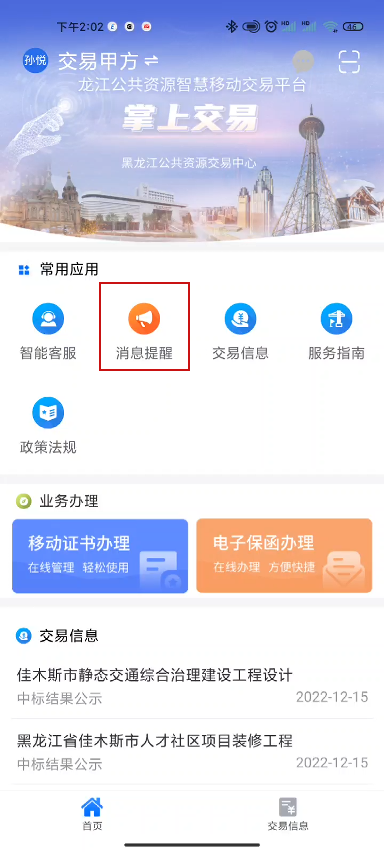 下午2:02
HD
HD
46
孙悦
交易甲方
龙江公共资源智慧移动交易平台
掌上交易
黑龙江公共资源交易中心
常用应用
智能客服
消息提醒
交易信息
服务指南
政策法规
业务办理
移动证书办理
在线管理 轻松使用
电子保函办理
在线办理 方便快捷
交易信息
佳木斯市静态交通综合治理建设工程设计
中标结果公示
2022-12-15
黑龙江省佳木斯市人才社区项目装修工程
中标结果公示
2022-12-15
首页
交易信息